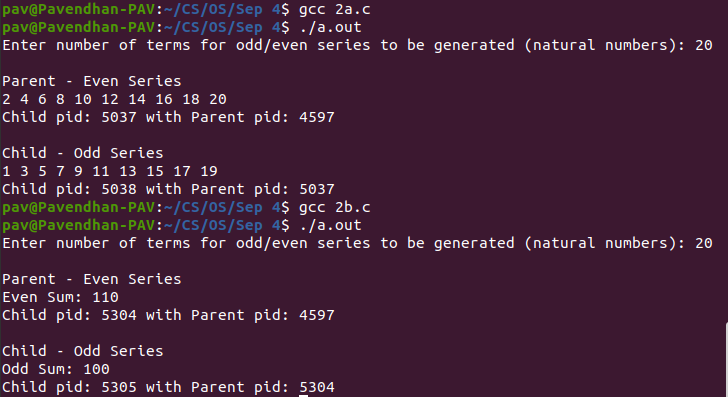 pav@Pavendhan-PAV:~/CS/OS/Sep 4$ gcc 2a.c
pav@Pavendhan-PAV:~/CS/OS/Sep 4$ ./a.out
Enter number of terms for odd/even series to be generated (natural numbers): 20
Parent - Even Series
2 4 6 8 10 12 14 16 18 20
Child pid: 5037 with Parent pid: 4597
Child - Odd Series
1 3 5 7 9 11 13 15 17 19
Child pid: 5038 with Parent pid: 5037
pav@Pavendhan-PAV:~/CS/OS/Sep 4$ gcc 2b.c
pav@Pavendhan-PAV:~/CS/OS/Sep 4$ ./a.out
Enter number of terms for odd/even series to be generated (natural numbers): 20
Parent - Even Series
Even Sum: 110
Child pid: 5304 with Parent pid: 4597
Child - Odd Series
Odd Sum: 100
Child pid: 5305 with Parent pid: 5304